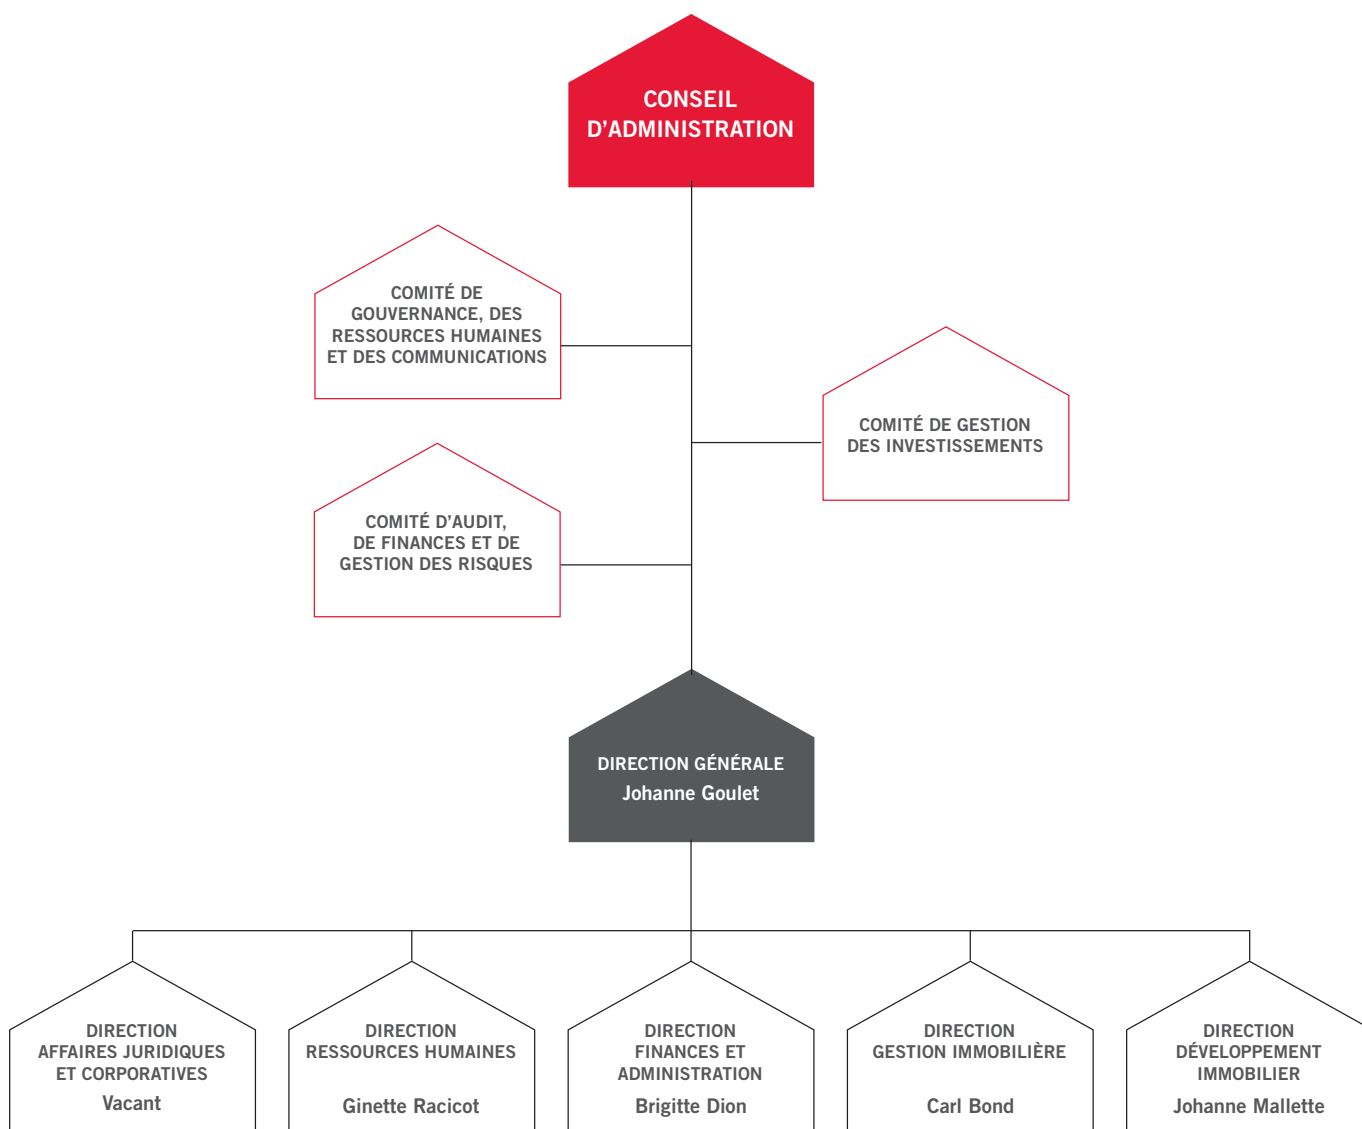 CONSEIL
D’ADMINISTRATION
COMITÉ DE
GOUVERNANCE, DES
RESSOURCES HUMAINES
ET DES COMMUNICATIONS
COMITÉ DE GESTION
DES INVESTISSEMENTS
COMITÉ D’AUDIT,
DE FINANCES ET DE
GESTION DES RISQUES
DIRECTION GÉNÉRALE
Johanne Goulet
DIRECTION
AFFAIRES JURIDIQUES
ET CORPORATIVES
Vacant
DIRECTION
RESSOURCES HUMAINES
Ginette Racicot
DIRECTION
FINANCES ET
ADMINISTRATION
Brigitte Dion
DIRECTION
GESTION IMMOBILIÈRE
Carl Bond
DIRECTION
DÉVELOPPEMENT
IMMOBILIER
Johanne Mallette